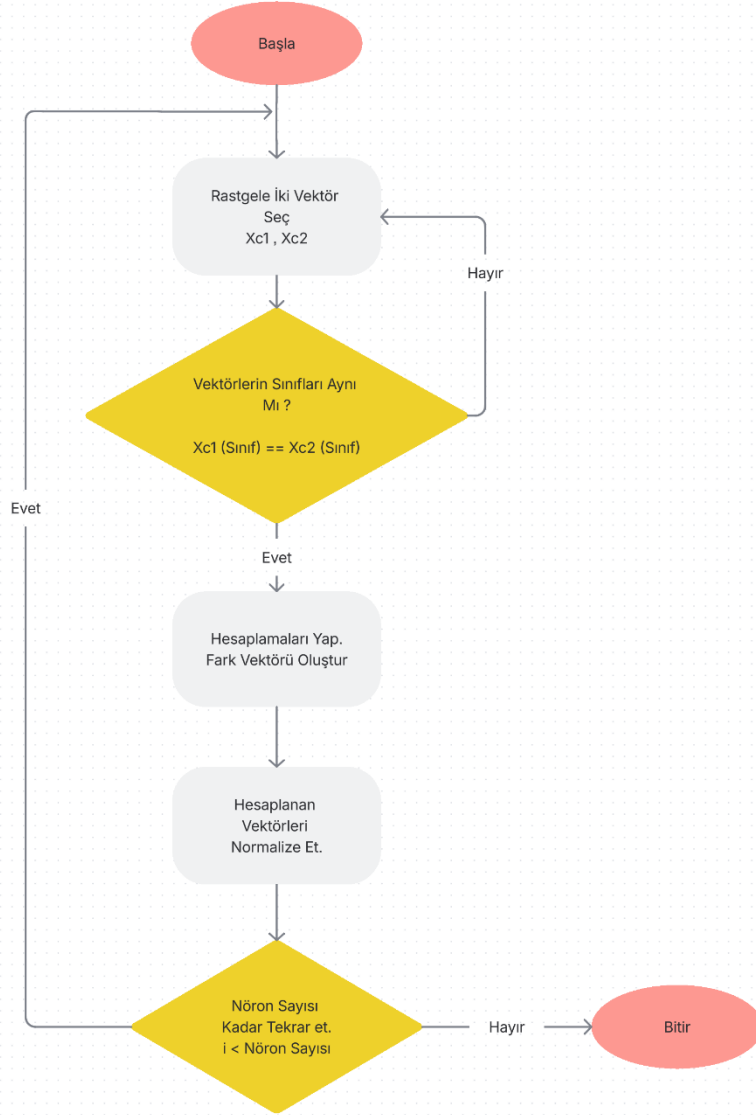 Başla
Rastgele İki Vektör
Seç
Xc1 , Xc2
Hayır
Vektörlerin Sınıfları Aynı
Mı ?
Xc1 (Sınıf) == Xc2 (Sınıf)
Evet
Evet
Hesaplamaları Yap.
Fark Vektörü Oluştur
Hesaplanan
Vektörleri
Normalize Et.
Nöron Sayısı
Kadar Tekrar et.
i < Nöron Sayısı
Hayır
Bitir